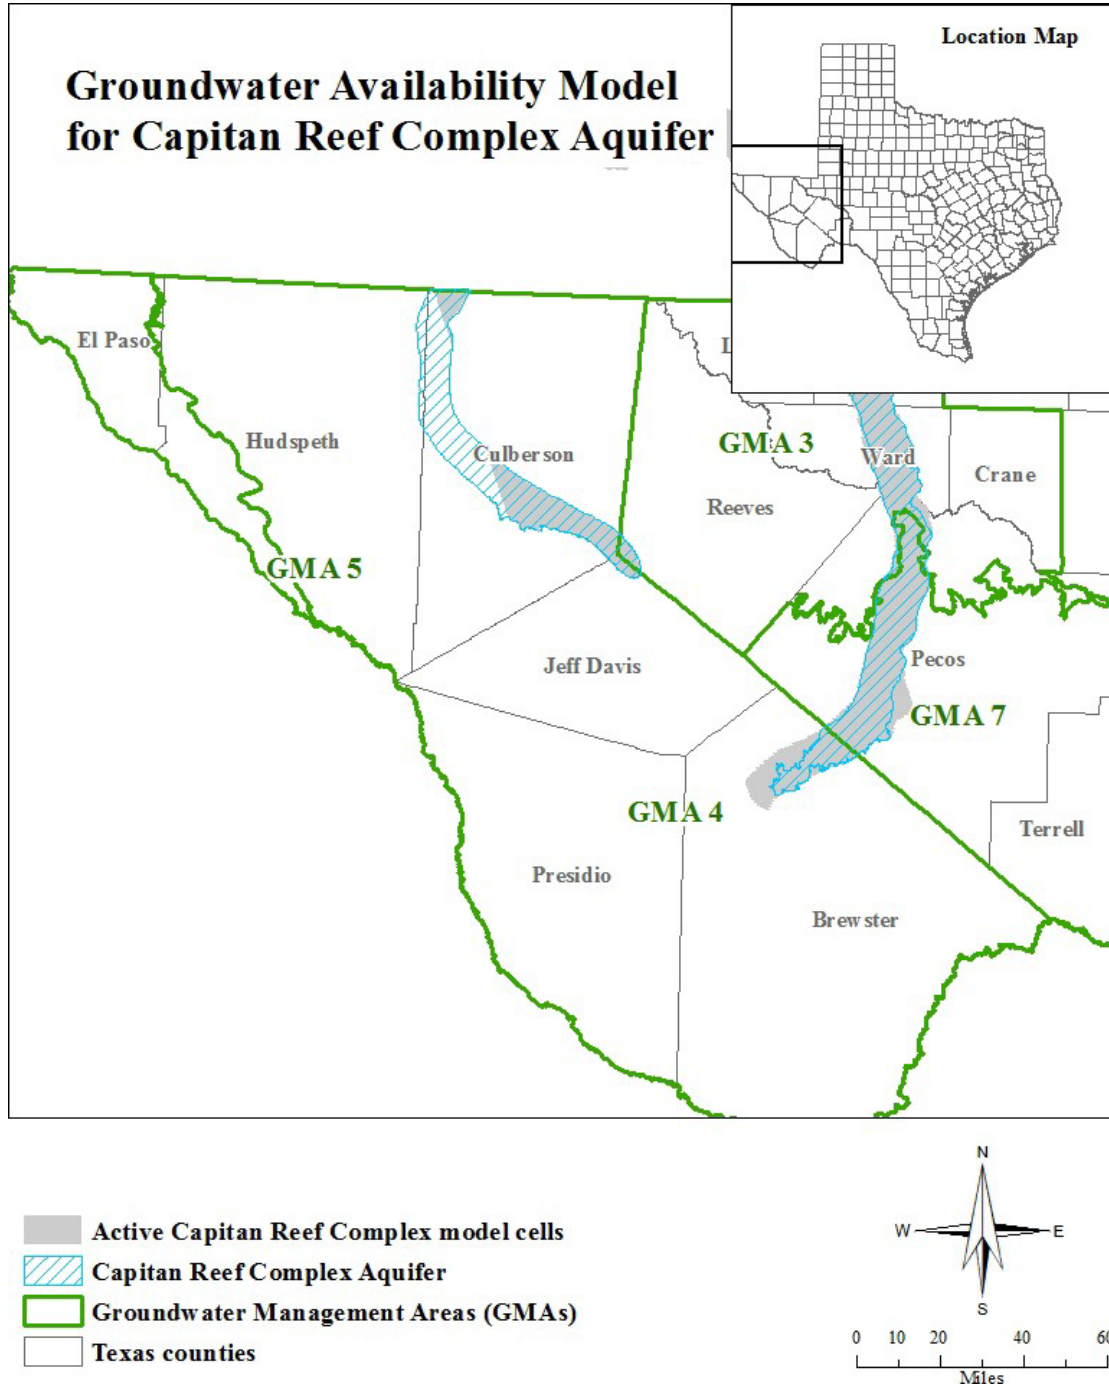 Location Map
Groundwater Availability Model
for Capitan Reef Complex Aquifer
El Paso
Hudspeth
Culberson
GMA 3
Ward
Crane
Reeves
GMA 5
Jeff Davis
Pecos
GMA 7
GMA 4
Terrell
Presidio
Brewster
N
W
E
S
Active Capitan Reef Complex model cells
Capitan Reef Complex Aquifer
Groundwater Management Areas (GMAs)
Texas counties
0 10 20 40 60
Miles